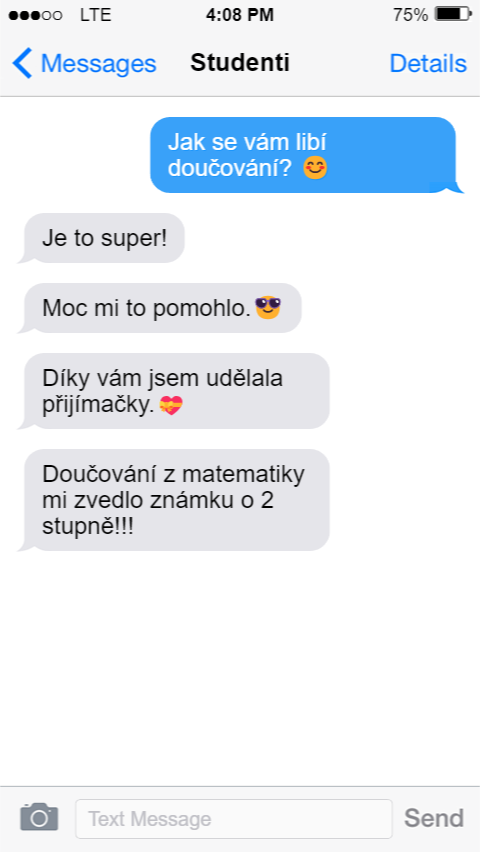 LTE 4:08 PM 75%
Messages Studenti Details
Jak se vám libí
doučování? 😊
Je to super!
Moc mi to pomohlo.😎
Díky vám jsem udělala
přijímačky.💝
Doučování z matematiky
mi zvedlo známku o 2
stupně!!!
Text Message Send